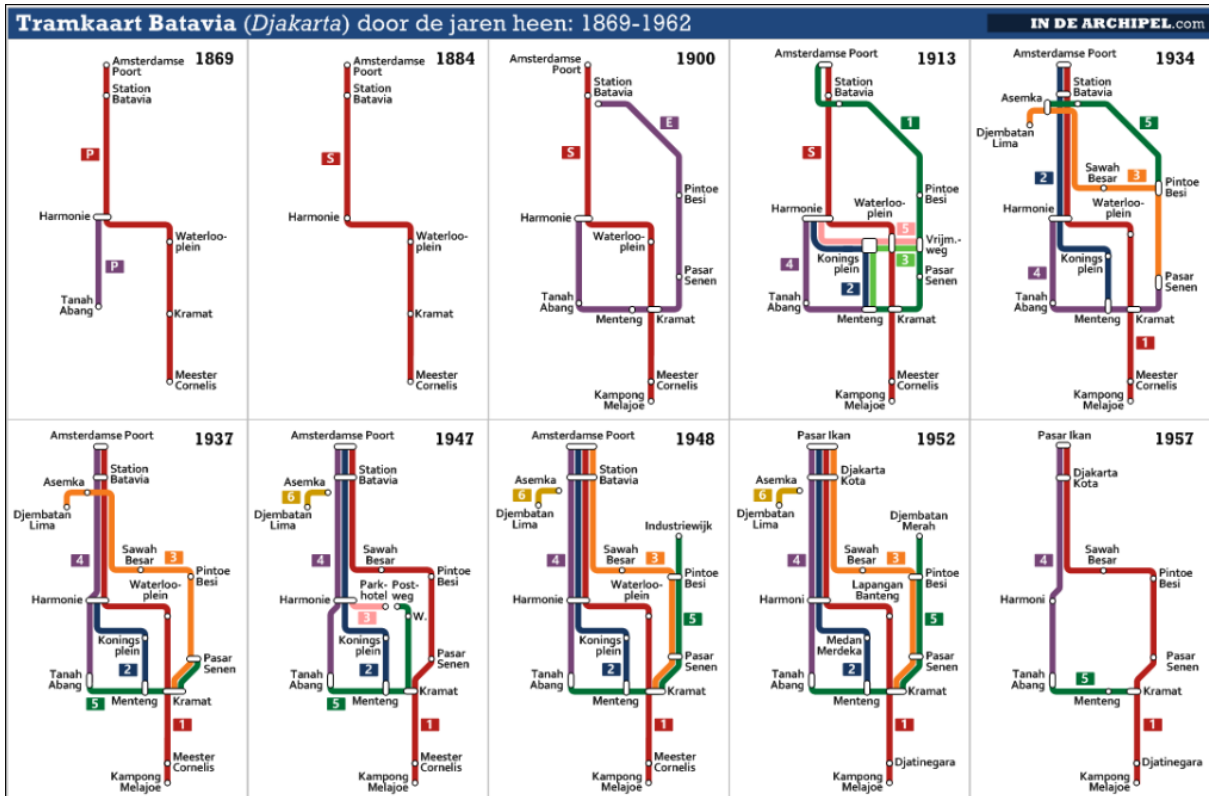 Tramkaart Batavia (Djakarta) door de jaren heen: 1869-1962
IN DE ARCHIPEL.com
1869
Amsterdamse
Poort
Station
Batavia
P
Harmonie
Waterloo-
plein
P
Tanah
Abang
Kramat
Meester
Cornelis
1884
Amsterdamse
Poort
Station
Batavia
S
Harmonie
Waterloo-
plein
Kramat
Meester
Cornelis
1900
Amsterdamse
Poort
Station
Batavia
E
S
Pintoe
Besi
Harmonie
Waterloo-
plein
Pasar
Senen
Tanah
Abang
Menteng
Kramat
Meester
Cornelis
Kampong
Melajoe
1913
Amsterdamse Poort
Station
Batavia
1
S
Pintoe
Besi
Harmonie
Waterloo-
plein
5
Vrijm.-
weg
Konings
plein
3
4
2
Pasar
Senen
Tanah
Abang
Menteng
Kramat
Meester
Cornelis
Kampong
Melajoe
1934
Amsterdamse Poort
Station
Batavia
Asemka
5
Djembatan
Lima
Sawah
Besar
3
2
Pintoe
Besi
Harmonie
Waterloo-
plein
Konings
plein
4
Pasar
Senen
Tanah
Abang
Menteng
Kramat
1
Meester
Cornelis
Kampong
Melajoe
1937
Amsterdamse Poort
Station
Batavia
Asemka
Djembatan
Lima
Sawah
Besar
3
4
Pintoe
Besi
Waterloo-
plein
Harmonie
Konings
plein
2
Pasar
Senen
Tanah
Abang
5
Menteng
Kramat
1
Meester
Cornelis
Kampong
Melajoe
1947
Amsterdamse Poort
Station
Batavia
Asemka
6
Djembatan
Lima
Sawah
Besar
4
Pintoe
Besi
Park-
hotel
Post-
weg
Harmonie
3
W.
Konings
plein
2
Pasar
Senen
Tanah
Abang
5
Menteng
Kramat
1
Meester
Cornelis
Kampong
Melajoe
1948
Amsterdamse Poort
Station
Batavia
Asemka
6
Djembatan
Lima
Industriewijk
Sawah
Besar
3
4
Pintoe
Besi
Waterloo-
plein
Harmonie
5
Konings
plein
2
Pasar
Senen
Tanah
Abang
Menteng
Kramat
1
Meester
Cornelis
Kampong
Melajoe
1952
Pasar Ikan
Djakarta
Kota
Asemka
6
Djembatan
Lima
Djembatan
Merah
Sawah
Besar
3
4
Pintoe
Besi
Lapangan
Banteng
Harmoni
5
Medan
Merdeka
2
Pasar
Senen
Tanah
Abang
Menteng
Kramat
1
Djatinegara
Kampong
Melajoe
1957
Pasar Ikan
Djakarta
Kota
Sawah
Besar
4
Pintoe
Besi
Harmoni
Pasar
Senen
Tanah
Abang
5
Menteng
Kramat
1
Djatinegara
Kampong
Melajoe